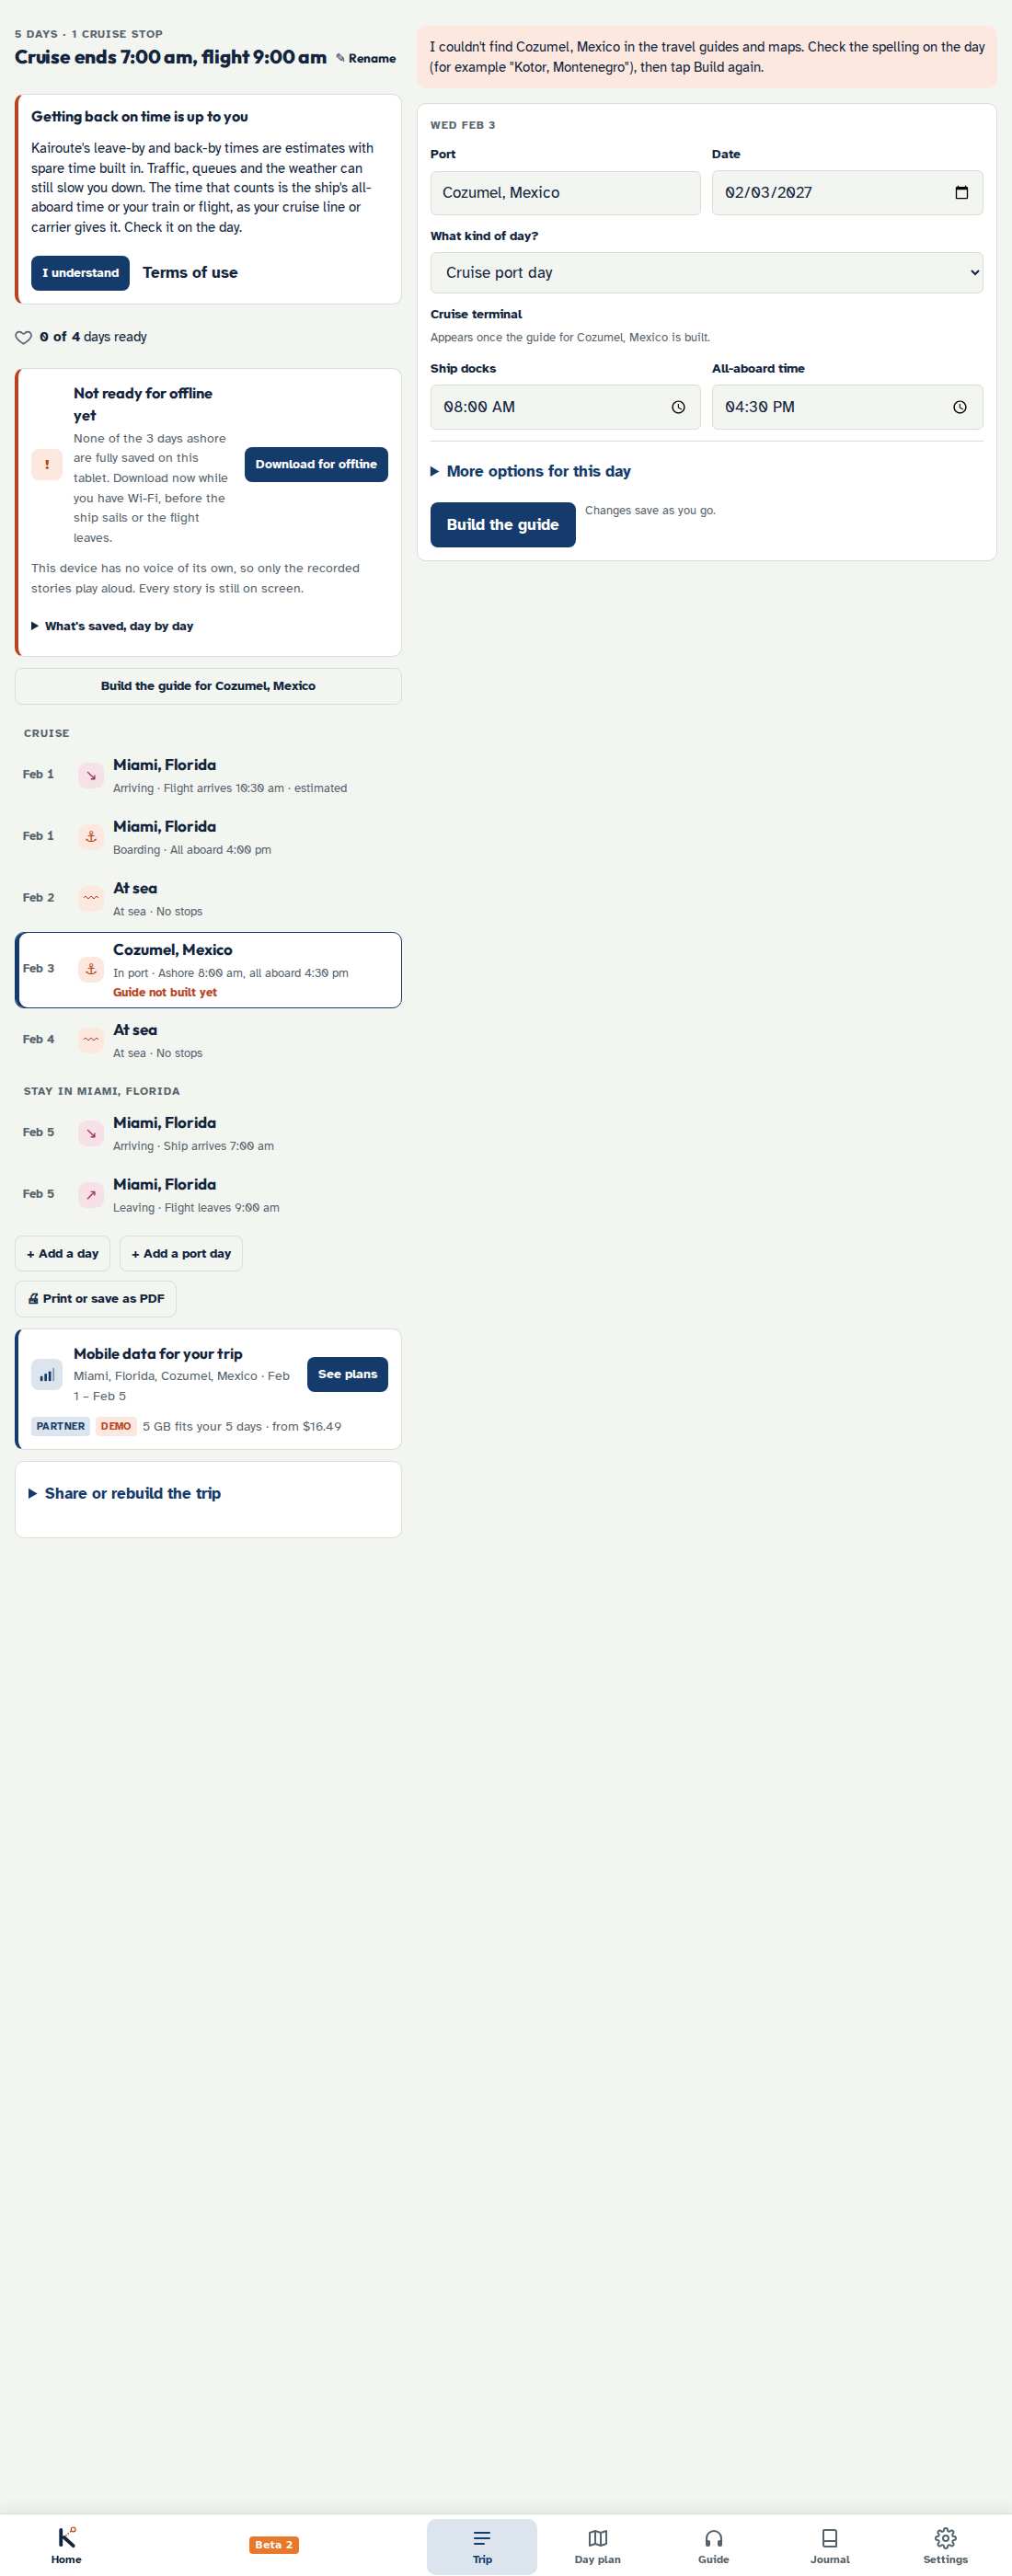 5 DAYS · 1 CRUISE STOP
Cruise ends 7:00 am, flight 9:00 am
✎ Rename
Getting back on time is up to you
Kairoute's leave-by and back-by times are estimates with
spare time built in. Traffic, queues and the weather can
still slow you down. The time that counts is the ship's all-
aboard time or your train or flight, as your cruise line or
carrier gives it. Check it on the day.
I understand
Terms of use
0 of 4 days ready
!
Not ready for offline
yet
None of the 3 days ashore
are fully saved on this
tablet. Download now while
you have Wi-Fi, before the
ship sails or the flight
leaves.
Download for offline
This device has no voice of its own, so only the recorded
stories play aloud. Every story is still on screen.
What's saved, day by day
Build the guide for Cozumel, Mexico
CRUISE
Feb 1
Miami, Florida
Arriving · Flight arrives 10:30 am · estimated
Feb 1
Miami, Florida
Boarding · All aboard 4:00 pm
Feb 2
At sea
At sea · No stops
Feb 3
Cozumel, Mexico
In port · Ashore 8:00 am, all aboard 4:30 pm
Guide not built yet
Feb 4
At sea
At sea · No stops
STAY IN MIAMI, FLORIDA
Feb 5
Miami, Florida
Arriving · Ship arrives 7:00 am
Feb 5
Miami, Florida
Leaving · Flight leaves 9:00 am
+ Add a day
+ Add a port day
Print or save as PDF
Mobile data for your trip
Miami, Florida, Cozumel, Mexico · Feb
1 – Feb 5
See plans
PARTNER DEMO 5 GB fits your 5 days · from $16.49
Share or rebuild the trip
I couldn't find Cozumel, Mexico in the travel guides and maps. Check the spelling on the day
(for example "Kotor, Montenegro"), then tap Build again.
WED FEB 3
Port
Cozumel, Mexico
Date
02/03/2027
What kind of day?
Cruise port day
Cruise terminal
Appears once the guide for Cozumel, Mexico is built.
Ship docks
08:00 AM
All-aboard time
04:30 PM
More options for this day
Build the guide
Changes save as you go.
Home
Beta 2
Trip
Day plan
Guide
Journal
Settings